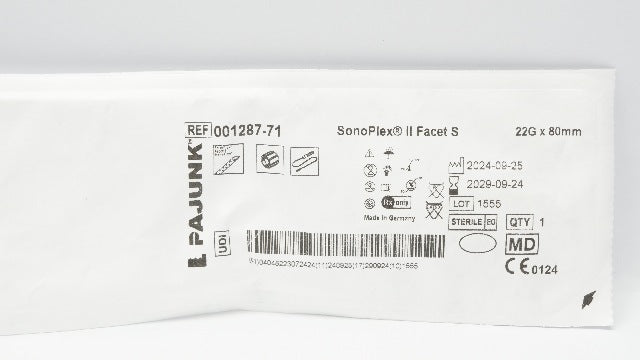 REF 001287-71
SonoPlex® II Facet S
22G x 80mm
PAJUNK
2024-09-25
2029-09-24
Rx only
LOT 1555
Made in Germany
STERILE EO
QTY 1
UDI
MD
CE 0124